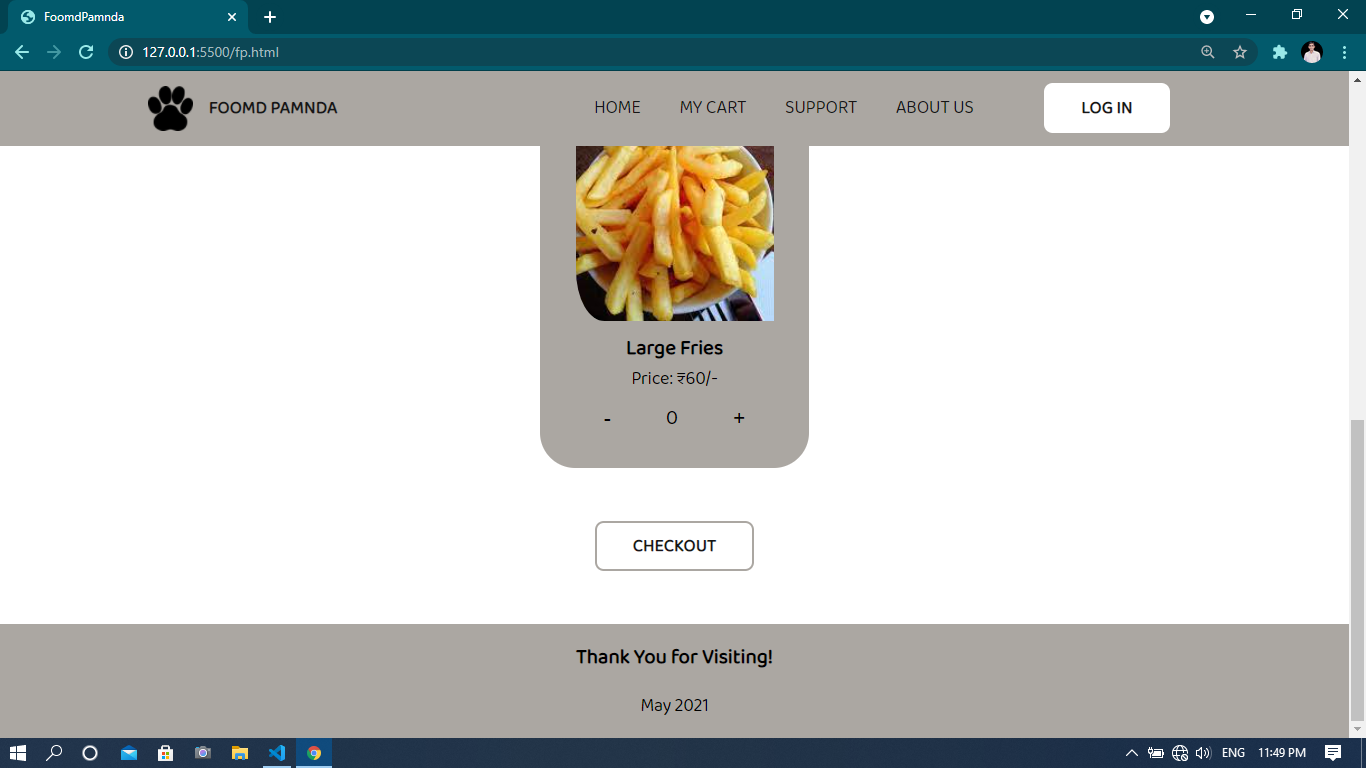 FoomdPamnda
127.0.0.1:5500/fp.html
FOOMD PAMNDA
HOME
MY CART
SUPPORT
ABOUT US
LOG IN
Large Fries
Price: ₹60/-
- 0 +
CHECKOUT
Thank You for Visiting!
May 2021
ENG
11:49 PM